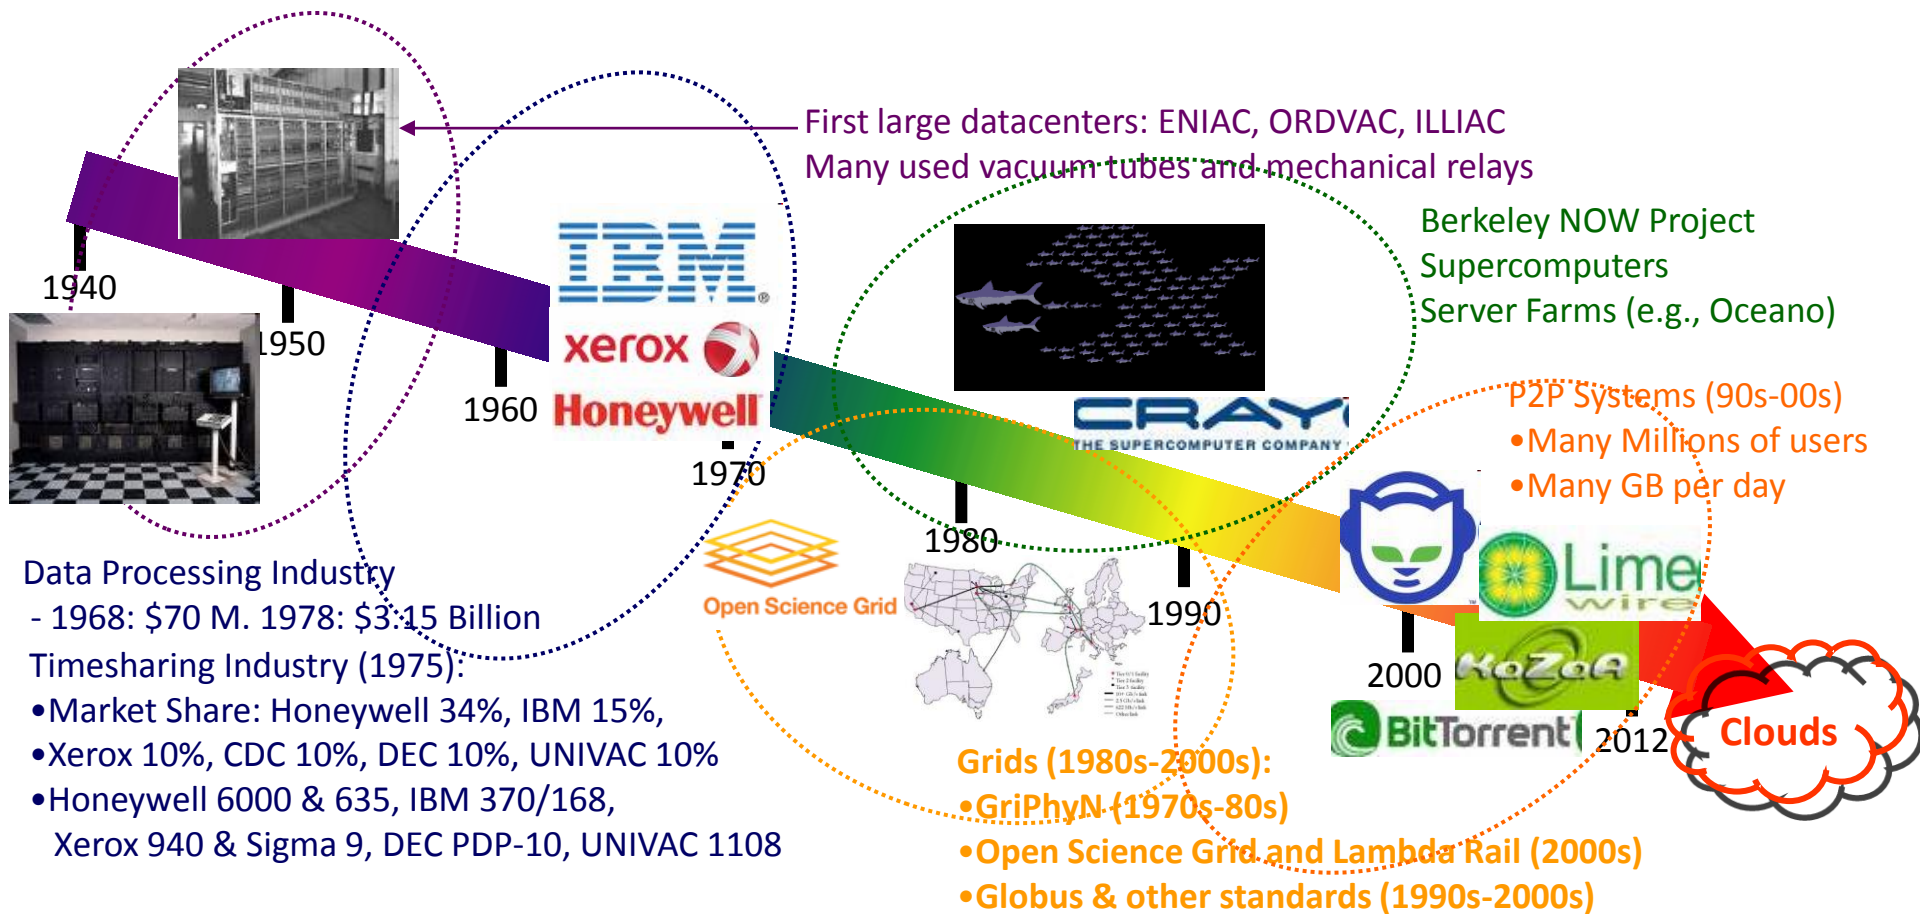 First large datacenters: ENIAC, ORDVAC, ILLIAC
Many used vacuum tubes and mechanical relays
Berkeley NOW Project
Supercomputers
Server Farms (e.g., Oceano)
1940
1950
1960
1970
1980
1990
2000
2012
IBM®
xerox
Honeywell
CRAY
THE SUPERCOMPUTER COMPANY
P2P Systems (90s-00s)
•Many Millions of users
•Many GB per day
Lime
wire
KaZaA
BitTorrent
Clouds
Open Science Grid
Data Processing Industry
- 1968: $70 M. 1978: $3.15 Billion
Timesharing Industry (1975):
•Market Share: Honeywell 34%, IBM 15%,
•Xerox 10%, CDC 10%, DEC 10%, UNIVAC 10%
•Honeywell 6000 & 635, IBM 370/168,
Xerox 940 & Sigma 9, DEC PDP-10, UNIVAC 1108
Grids (1980s-2000s):
•GriPhyN (1970s-80s)
•Open Science Grid and Lambda Rail (2000s)
•Globus & other standards (1990s-2000s)